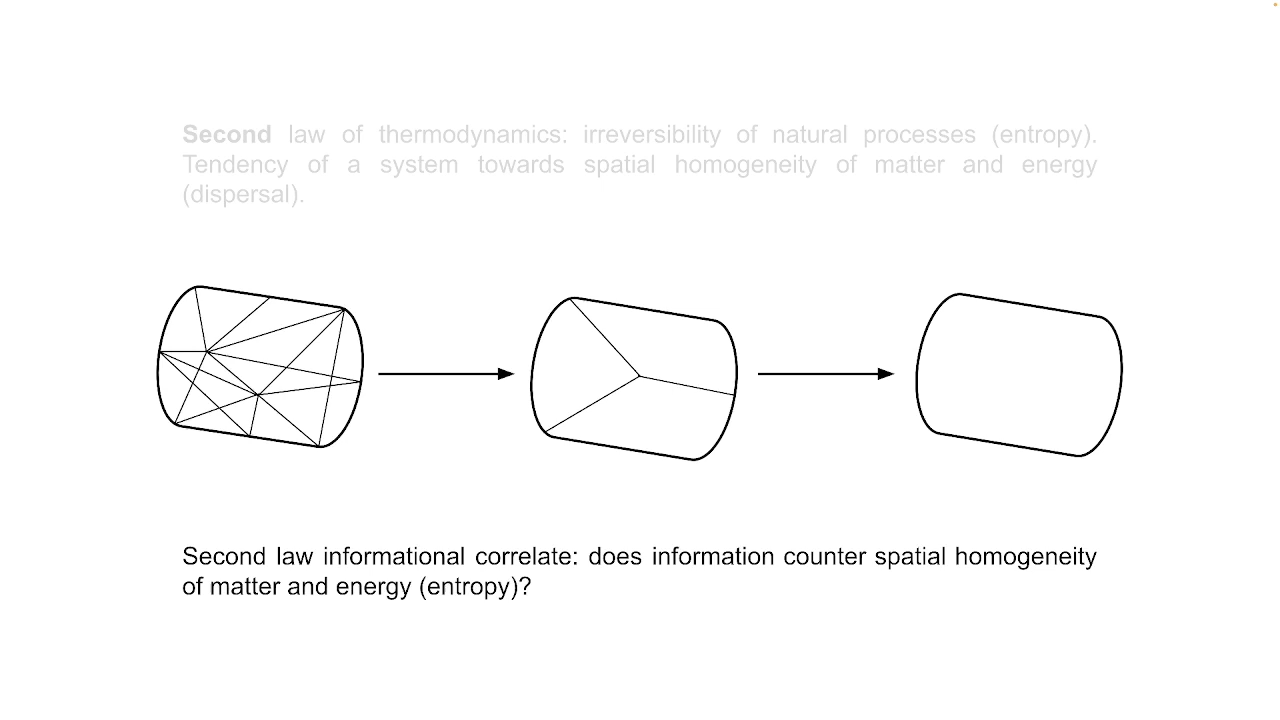 Second law of thermodynamics: irreversibility of natural processes (entropy).
Tendency of a system towards spatial homogeneity of matter and energy
(dispersal).
Second law informational correlate: does information counter spatial homogeneity
of matter and energy (entropy)?